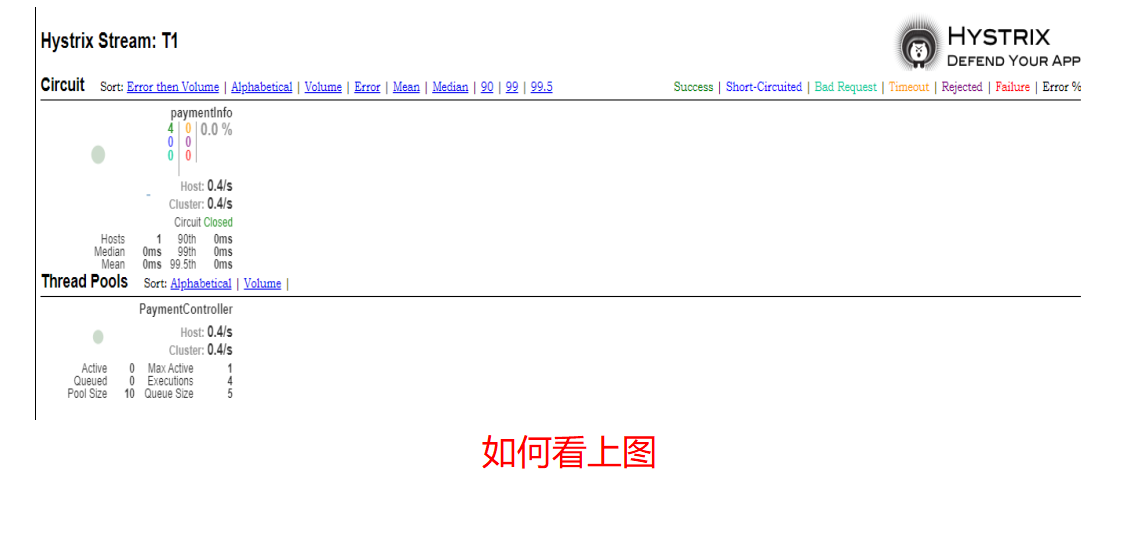 Hystrix Stream: T1
HYSTRIX
DEFEND YOUR APP
Circuit Sort: Error then Volume | Alphabetical | Volume | Error | Mean | Median | 90 | 99 | 99.5
Success | Short-Circuited | Bad Request | Timeout | Rejected | Failure | Error %
paymentInfo
4 | 0 | 0.0 %
0 | 0
0 | 0
Host: 0.4/s
Cluster: 0.4/s
Circuit Closed
Hosts 1 90th 0ms
Median 0ms 99th 0ms
Mean 0ms 99.5th 0ms
Thread Pools Sort: Alphabetical | Volume |
PaymentController
Host: 0.4/s
Cluster: 0.4/s
Active 0 Max Active 1
Queued 0 Executions 4
Pool Size 10 Queue Size 5
如何看上图